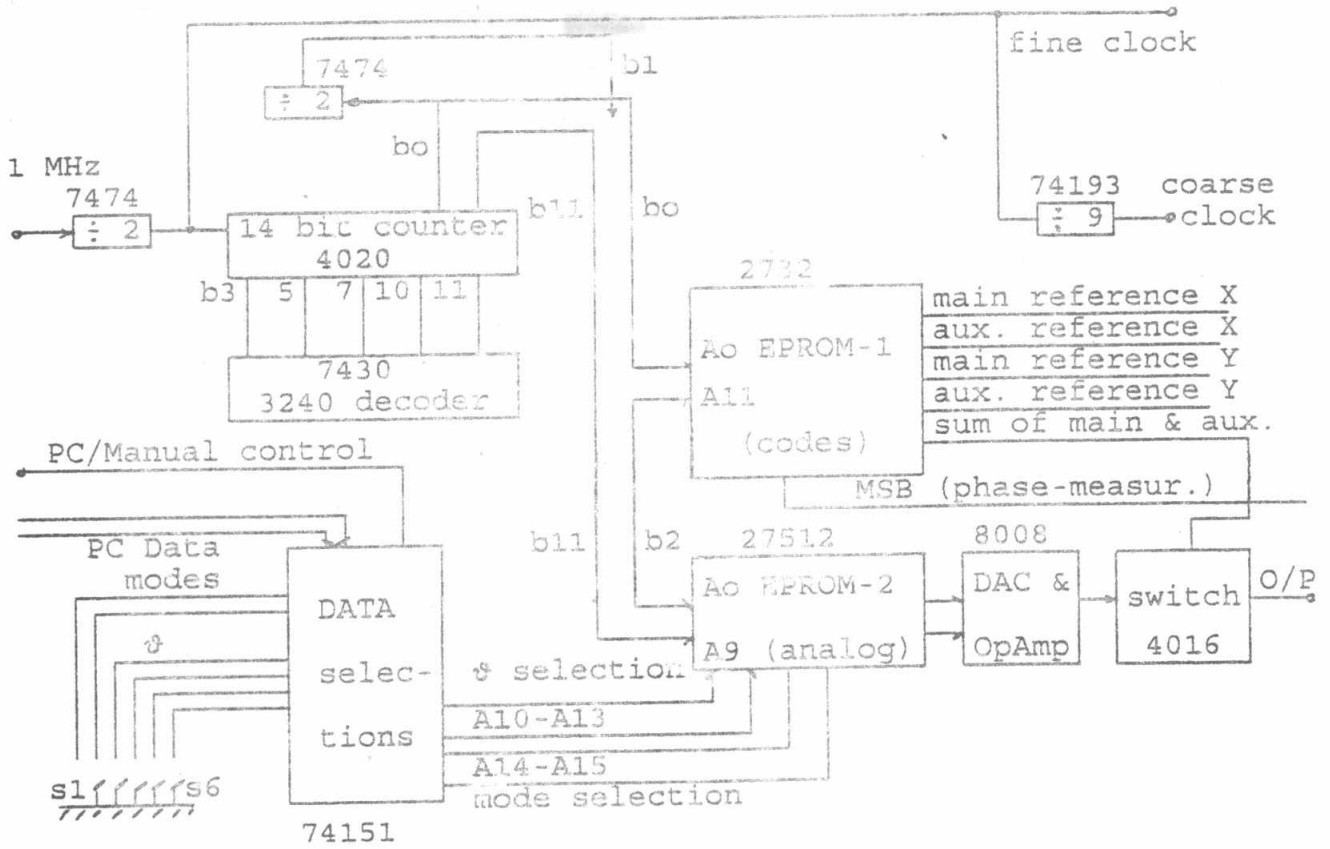 fine clock
7474
÷ 2
b1
bo
1 MHz
7474
÷ 2
b11
bo
74193
coarse
÷ 9
clock
14 bit counter
4020
b3
5
7
10
11
2732
main reference X
aux. reference X
main reference Y
aux. reference Y
sum of main & aux.
Ao EPROM-1
A11
(codes)
7430
3240 decoder
PC/Manual control
MSB (phase-measur.)
PC Data
modes
b11
b2
27512
8008
Ao EPROM-2
A9 (analog)
DAC &
OpAmp
switch
4016
O/P
DATA
selec-
tions
ϑ
ϑ selection
A10-A13
A14-A15
mode selection
s1
s6
74151